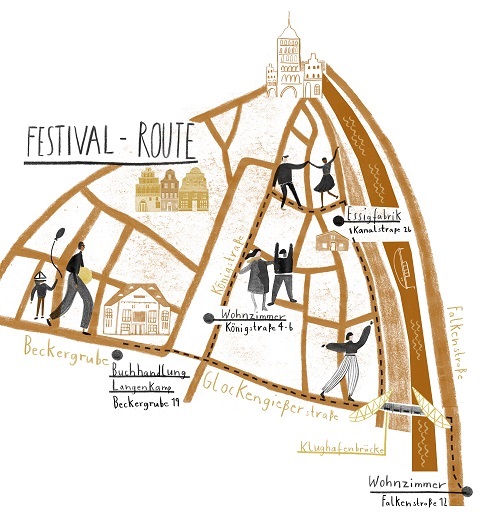 FESTIVAL-ROUTE
Essigfabrik
Kanalstraße 26
Königstraße
Wohnzimmer
Königstraße 4-6
Falkenstraße
Beckergrube
Buchhandlung
Langenkamp
Beckergrube 19
Glockengießerstraße
Klughafenbrücke
Wohnzimmer
Falkenstraße 12